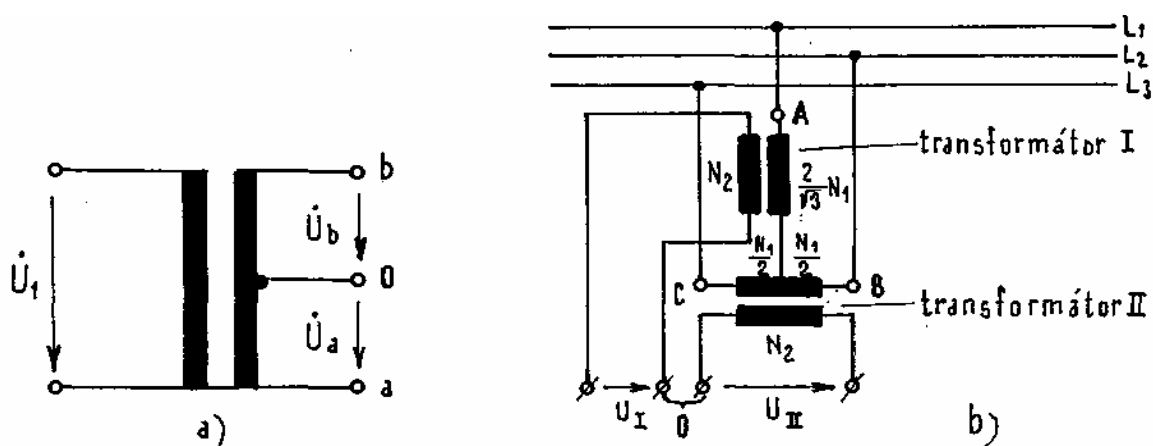 L1
L2
L3
A
transformátor I
N2
2/√3 N1
N1/2
N1/2
C
B
transformátor II
N2
U̇1
b
U̇b
0
U̇a
a
a)
UI
0
UII
b)